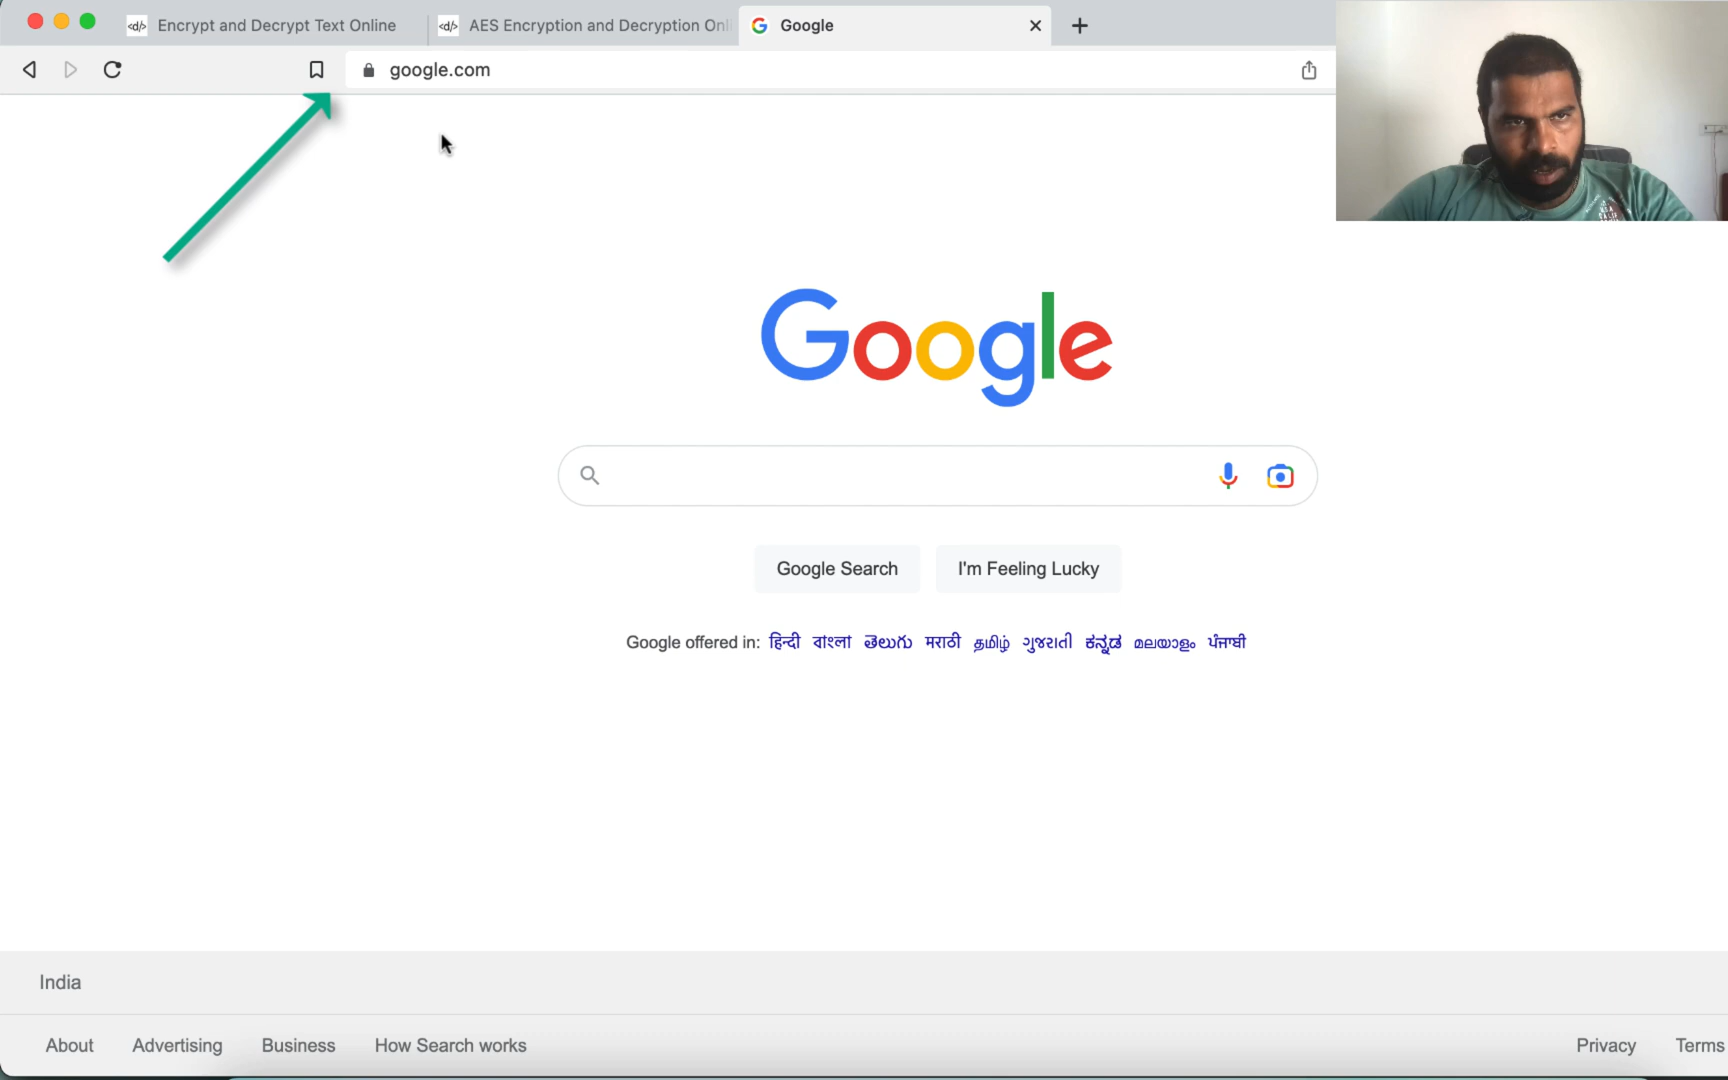 Encrypt and Decrypt Text Online
AES Encryption and Decryption Onl
Google
google.com
Google
Google Search
I'm Feeling Lucky
Google offered in: हिन्दी বাংলা తెలుగు मराठी தமிழ் ગુજરાતી ಕನ್ನಡ മലയാളം ਪੰਜਾਬੀ
India
About Advertising Business How Search works
Privacy Terms